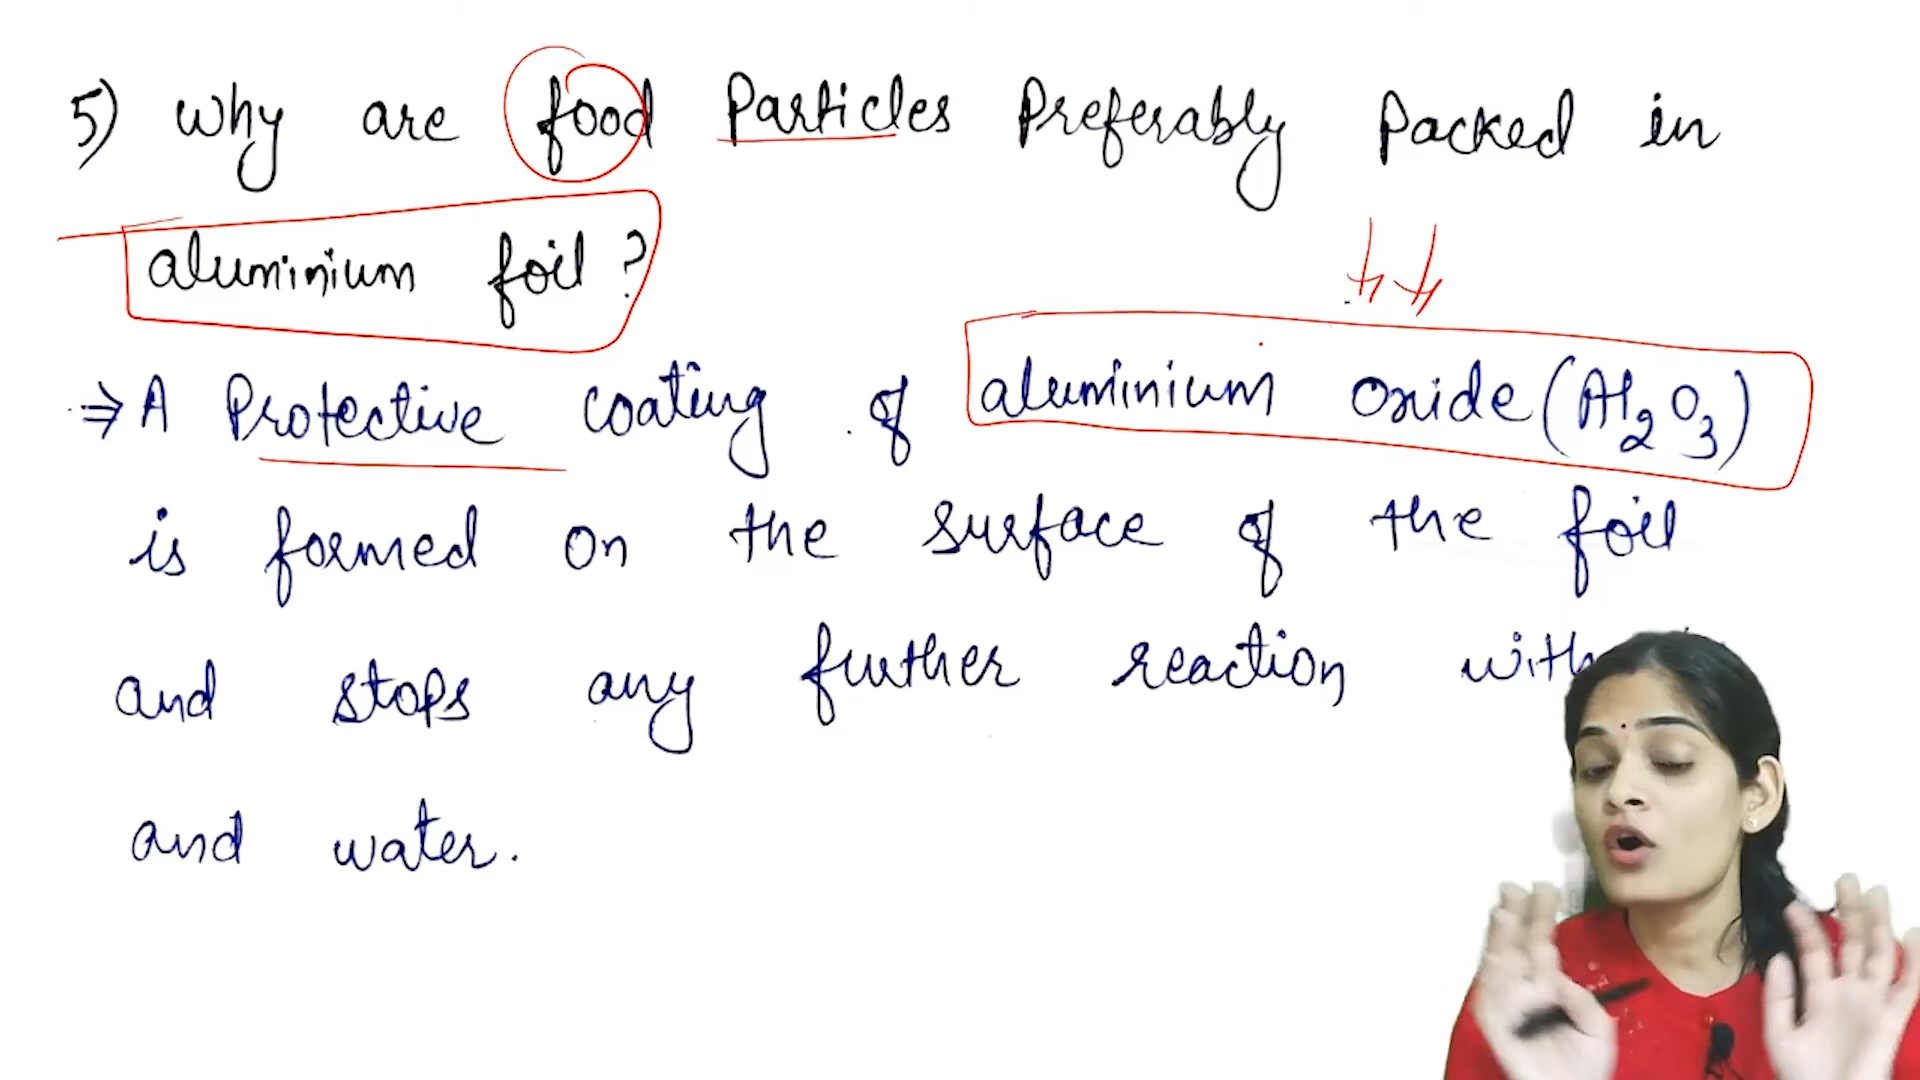 5) Why are food Particles Preferably Packed in
aluminium foil?
⇒ A Protective coating of aluminium oxide (Al₂O₃)
is formed on the surface of the foil
and stops any further reaction with
and water.